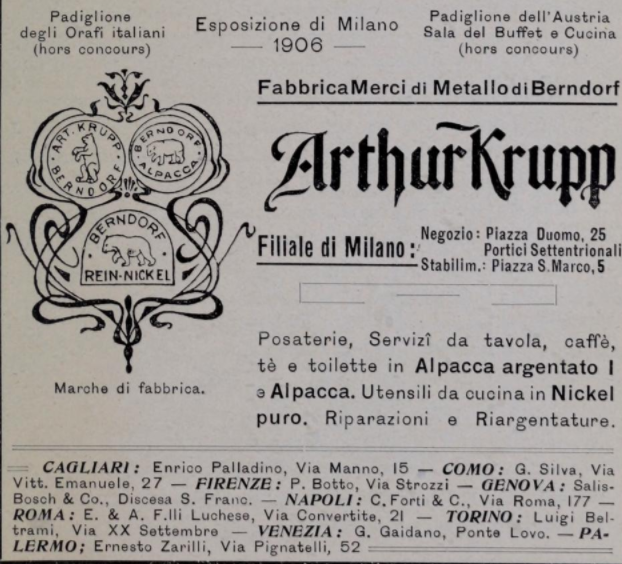 Padiglione
degli Orafi italiani
(hors concours)
Esposizione di Milano
— 1906 —
Padiglione dell'Austria
Sala del Buffet e Cucina
(hors concours)
Fabbrica Merci di Metallo di Berndorf
Arthur Krupp
ART. KRUPP
BERNDORF
BERNDORF
ALPACCA
BERNDORF
REIN-NICKEL
Marche di fabbrica.
Filiale di Milano:
Negozio: Piazza Duomo, 25
Portici Settentrionali
Stabilim.: Piazza S. Marco, 5
Posaterie, Servizî da tavola, caffè,
tè e toilette in Alpacca argentato I
e Alpacca. Utensili da cucina in Nickel
puro. Riparazioni e Riargentature.
CAGLIARI: Enrico Palladino, Via Manno, 15 — COMO: G. Silva, Via
Vitt. Emanuele, 27 — FIRENZE: P. Botto, Via Strozzi — GENOVA: Salis-
Bosch & Co., Discesa S. Franc. — NAPOLI: C. Forti & C., Via Roma, 177 —
ROMA: E. & A. F.lli Luchese, Via Convertite, 21 — TORINO: Luigi Bel-
trami, Via XX Settembre — VENEZIA: G. Gaidano, Ponte Lovo. — PA-
LERMO; Ernesto Zarilli, Via Pignatelli, 52